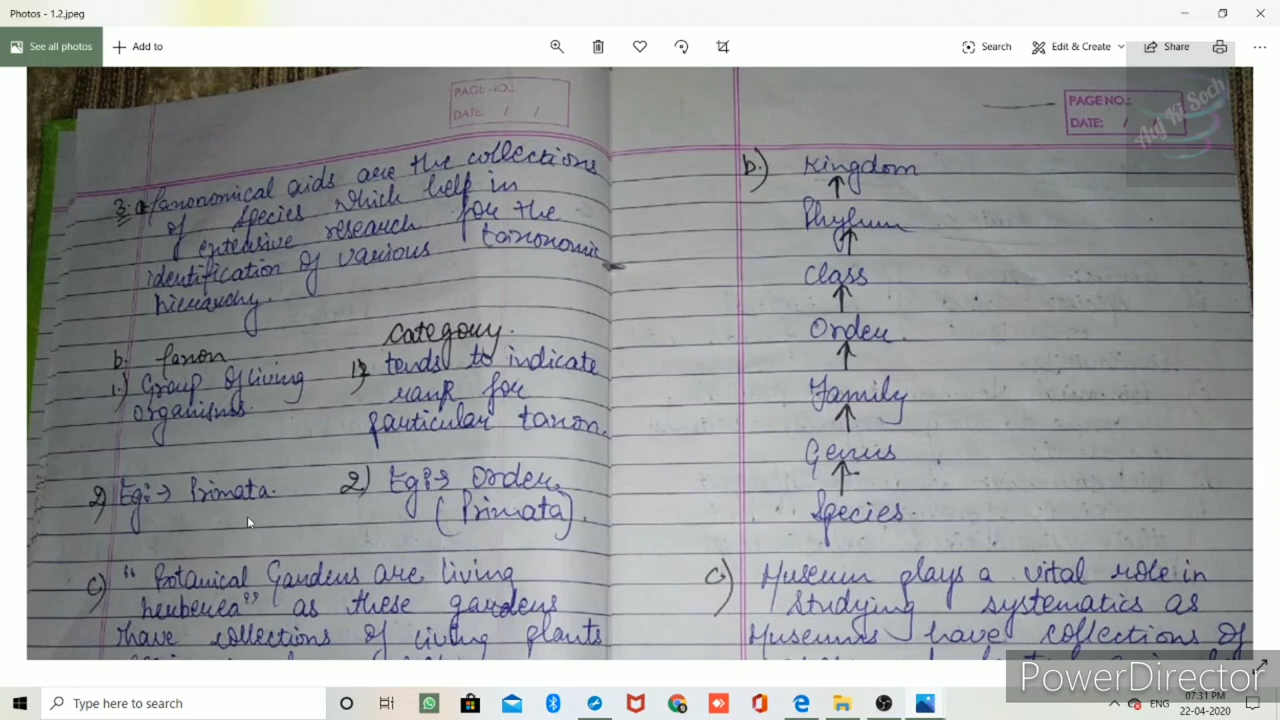 Photos - 1.2.jpeg
See all photos
Add to
Search
Edit & Create
Share
Aaj Ki Soch
PAGE NO.:
DATE: / /
3. a) Taxonomical aids are the collections
of species which help in
extensive research for the
identification of various taxonomic
hierarchy.
b. Taxon
Category.
1.) Group of living
organisms.
1) tends to indicate
rank for
particular taxon.
2) Eg:→ Primata.
2) Eg:→ Order
(Primata).
c) "Botanical Gardens are living
herberea" as these gardens
have collections of living plants
PAGE NO.:
DATE: /
b.) Kingdom
Phylum
Class
Order
Family
Genus
Species
c) Museum plays a vital role in
studying systematics as
Museums have collections of
PowerDirector
Type here to search
ENG
07:31 PM
22-04-2020